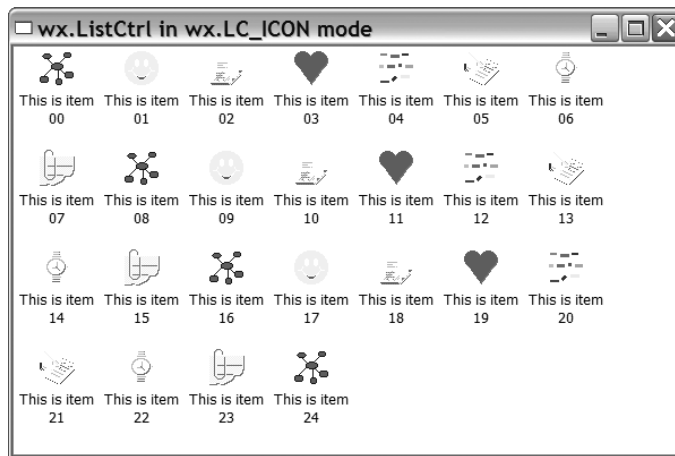 wx.ListCtrl in wx.LC_ICON mode
This is item This is item This is item This is item This is item This is item This is item
00 01 02 03 04 05 06
This is item This is item This is item This is item This is item This is item This is item
07 08 09 10 11 12 13
This is item This is item This is item This is item This is item This is item This is item
14 15 16 17 18 19 20
This is item This is item This is item This is item
21 22 23 24